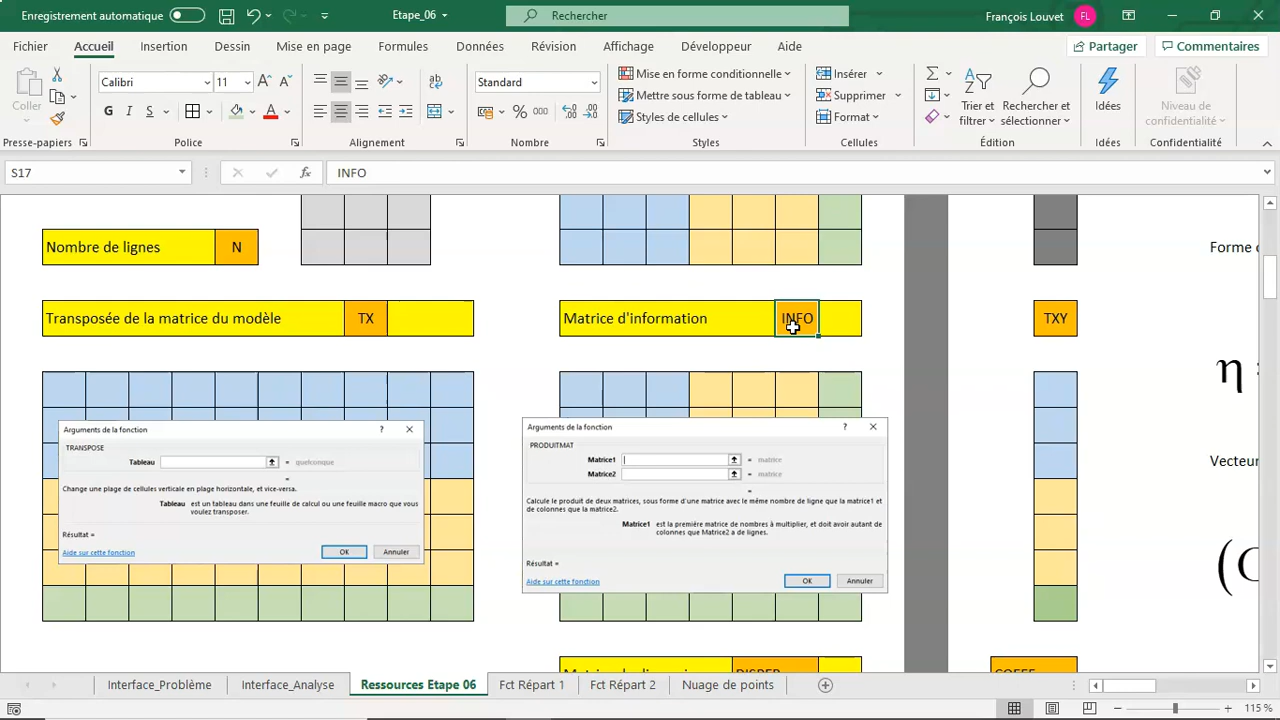 Enregistrement automatique
Etape_06
Rechercher
François Louvet
FL
Fichier
Accueil
Insertion
Dessin
Mise en page
Formules
Données
Révision
Affichage
Développeur
Aide
Partager
Commentaires
Coller
Calibri
11
G I S
Standard
% 000
Mise en forme conditionnelle
Mettre sous forme de tableau
Styles de cellules
Insérer
Supprimer
Format
Trier et filtrer
Rechercher et sélectionner
Idées
Niveau de confidentialité
Presse-papiers
Police
Alignement
Nombre
Styles
Cellules
Édition
Idées
Confidentialité
S17
fx
INFO
Nombre de lignes
N
Forme
Transposée de la matrice du modèle
TX
Matrice d'information
INFO
TXY
η
Arguments de la fonction
? ×
TRANSPOSE
Tableau
= quelconque
=
Change une plage de cellules verticale en plage horizontale, et vice-versa.
Tableau est un tableau dans une feuille de calcul ou une feuille macro que vous
voulez transposer.
Résultat =
Aide sur cette fonction
OK
Annuler
Arguments de la fonction
? ×
PRODUITMAT
Matrice1
= matrice
Matrice2
= matrice
=
Calcule le produit de deux matrices, sous forme d'une matrice avec le même nombre de ligne que la matrice1 et
de colonnes que la matrice2.
Matrice1 est la première matrice de nombres à multiplier, et doit avoir autant de
colonnes que Matrice2 a de lignes.
Résultat =
Aide sur cette fonction
OK
Annuler
Vecteur
Interface_Problème
Interface_Analyse
Ressources Etape 06
Fct Répart 1
Fct Répart 2
Nuage de points
115 %